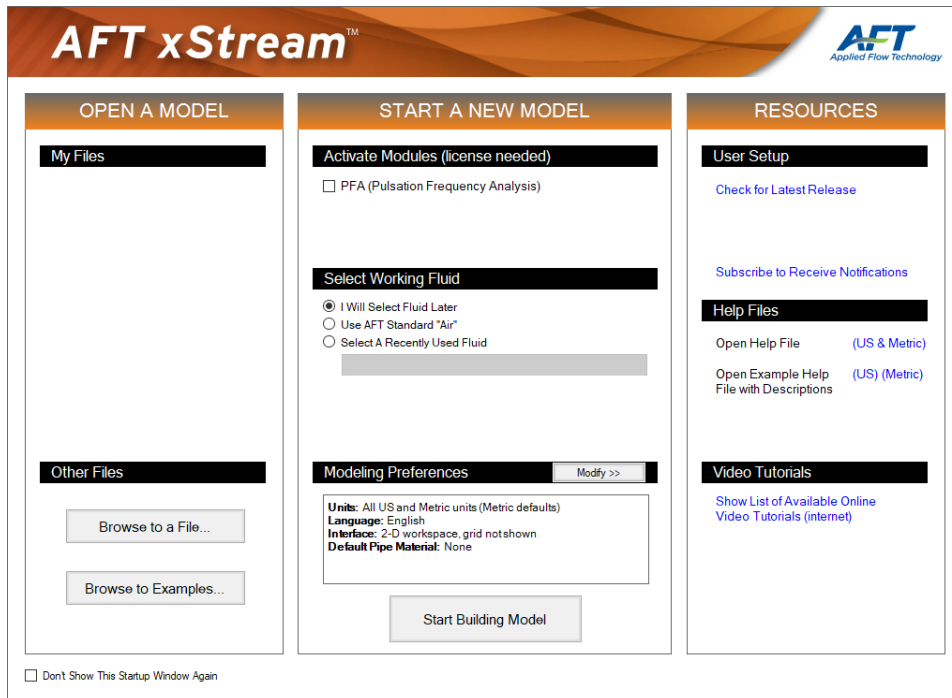 AFT xStream™
AFT
Applied Flow Technology
OPEN A MODEL
My Files
Other Files
Browse to a File...
Browse to Examples...
START A NEW MODEL
Activate Modules (license needed)
PFA (Pulsation Frequency Analysis)
Select Working Fluid
I Will Select Fluid Later
Use AFT Standard "Air"
Select A Recently Used Fluid
Modeling Preferences
Modify >>
Units: All US and Metric units (Metric defaults)
Language: English
Interface: 2-D workspace, grid not shown
Default Pipe Material: None
Start Building Model
RESOURCES
User Setup
Check for Latest Release
Subscribe to Receive Notifications
Help Files
Open Help File (US & Metric)
Open Example Help (US) (Metric)
File with Descriptions
Video Tutorials
Show List of Available Online
Video Tutorials (internet)
Don't Show This Startup Window Again